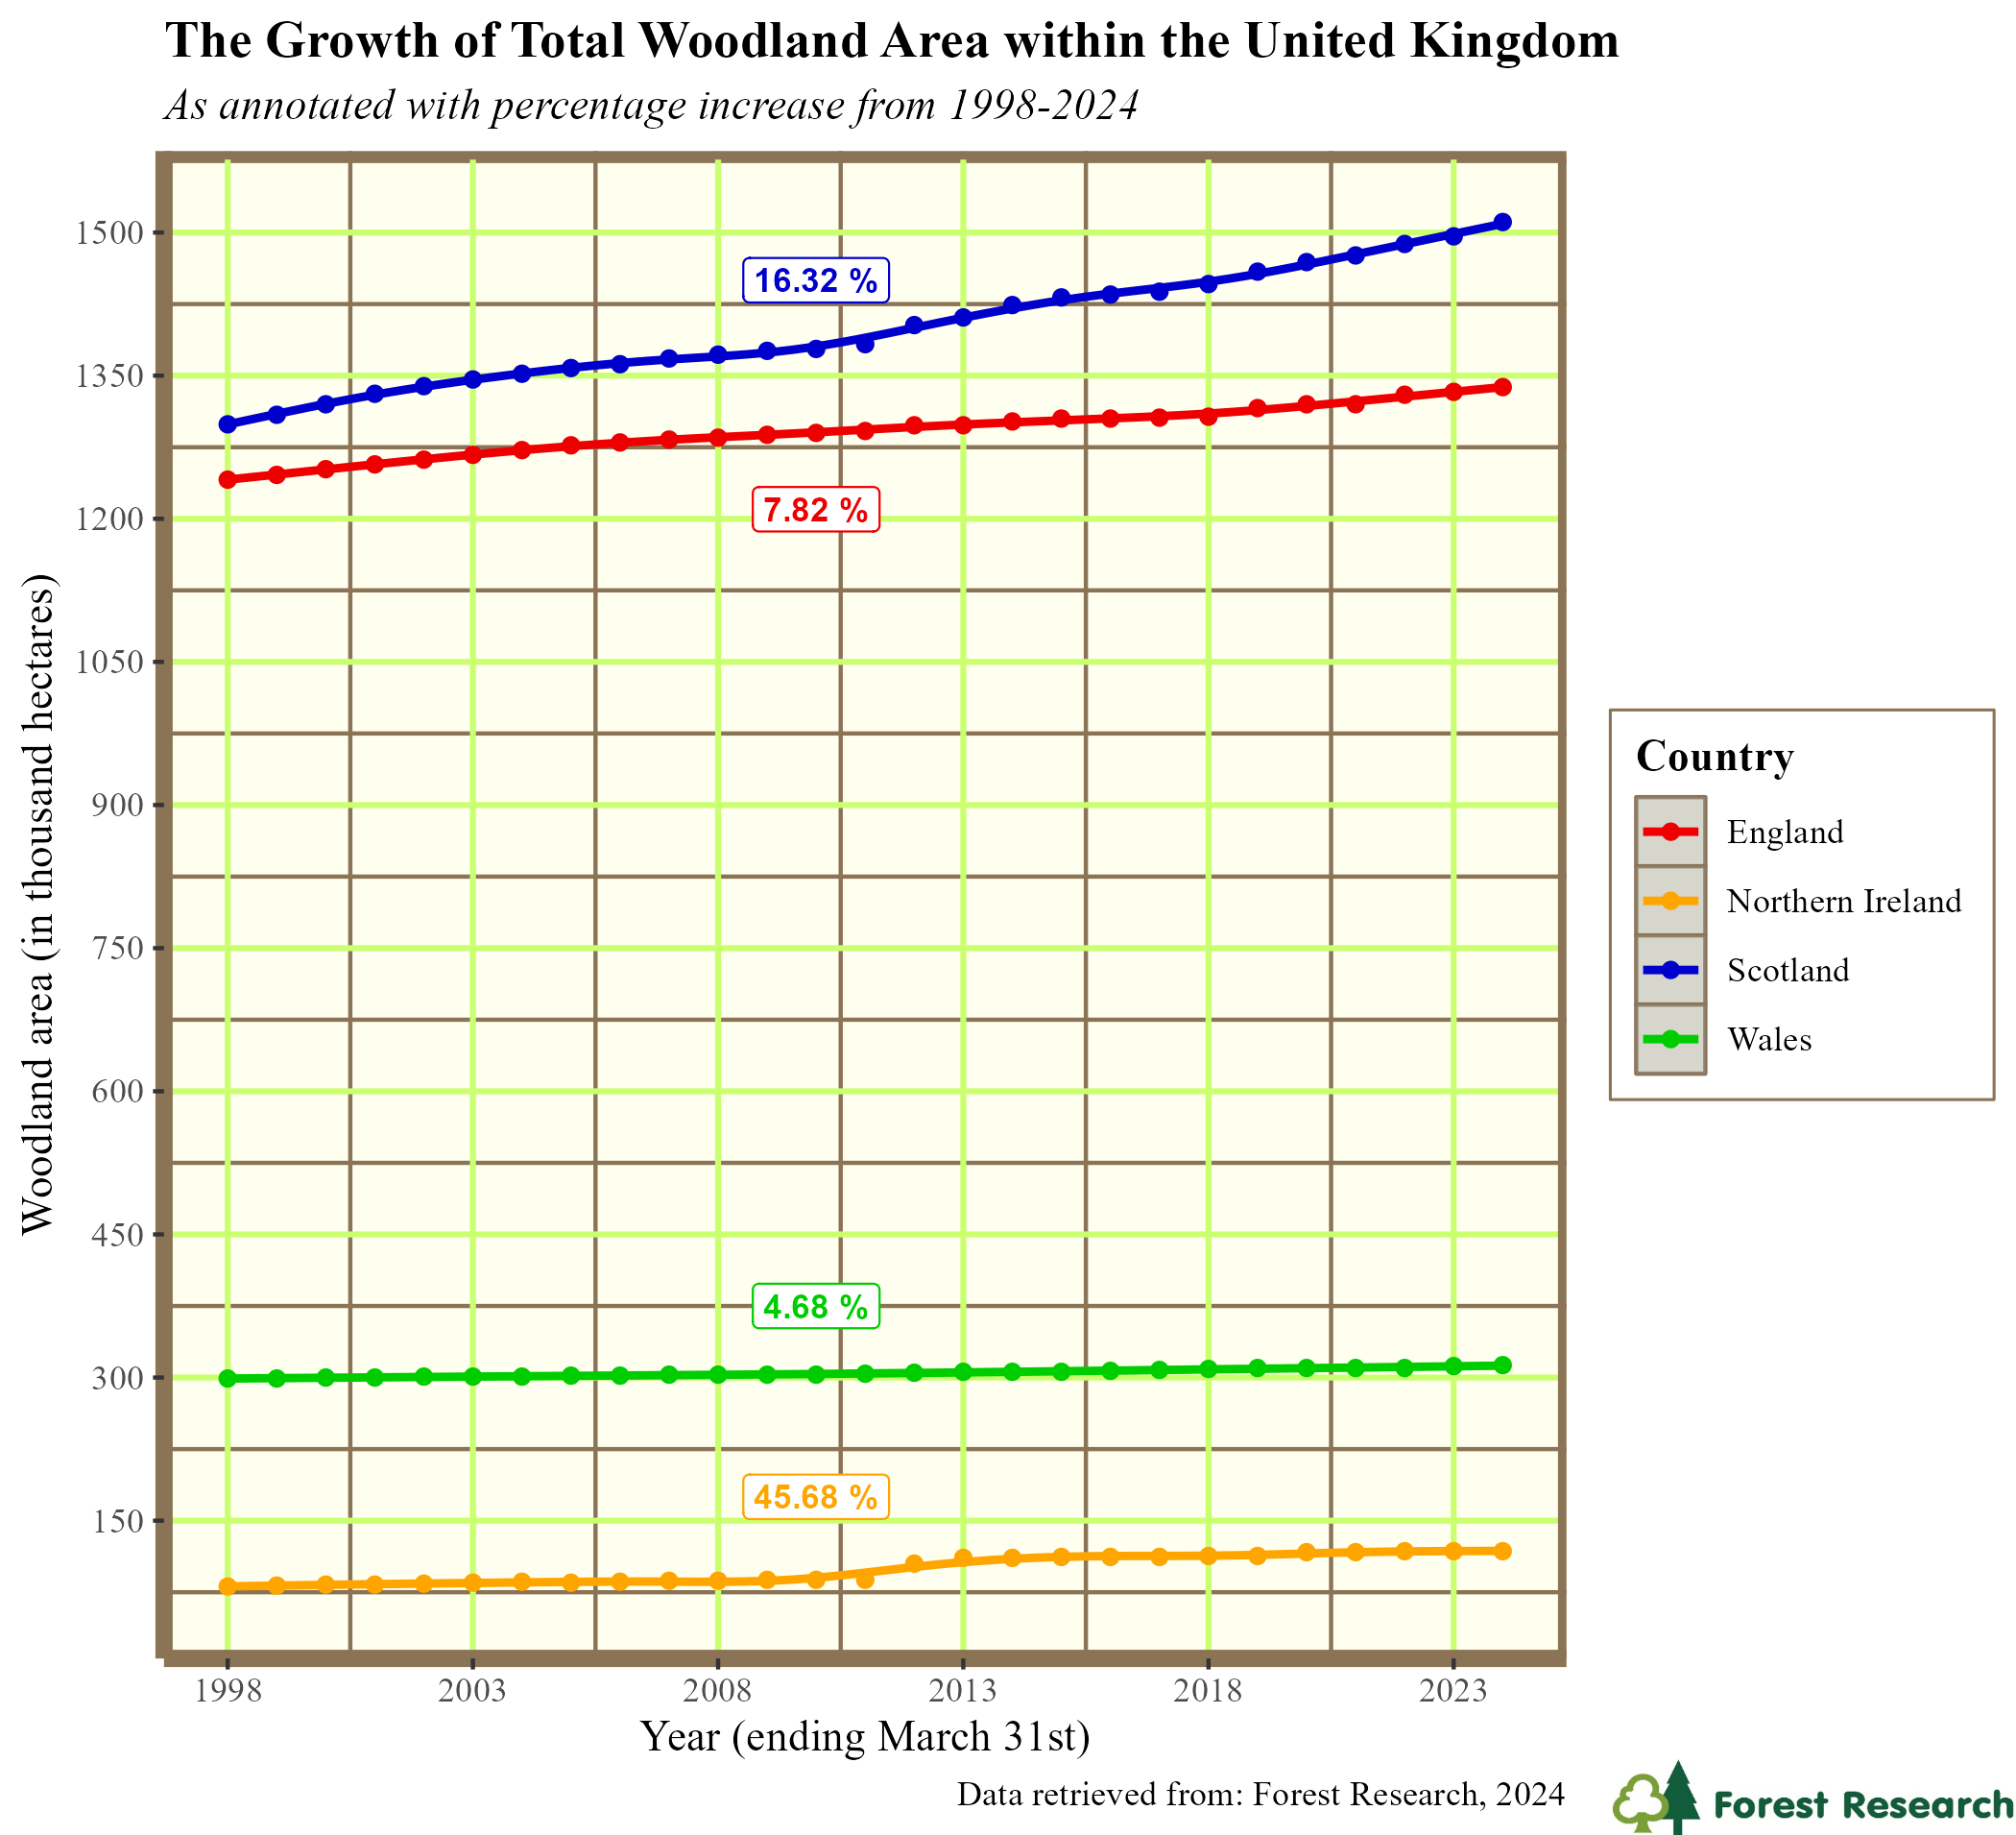 The Growth of Total Woodland Area within the United Kingdom
As annotated with percentage increase from 1998-2024
Woodland area (in thousand hectares)
1500
1350
1200
1050
900
750
600
450
300
150
16.32 %
7.82 %
4.68 %
45.68 %
1998 2003 2008 2013 2018 2023
Year (ending March 31st)
Country
England
Northern Ireland
Scotland
Wales
Data retrieved from: Forest Research, 2024
Forest Research